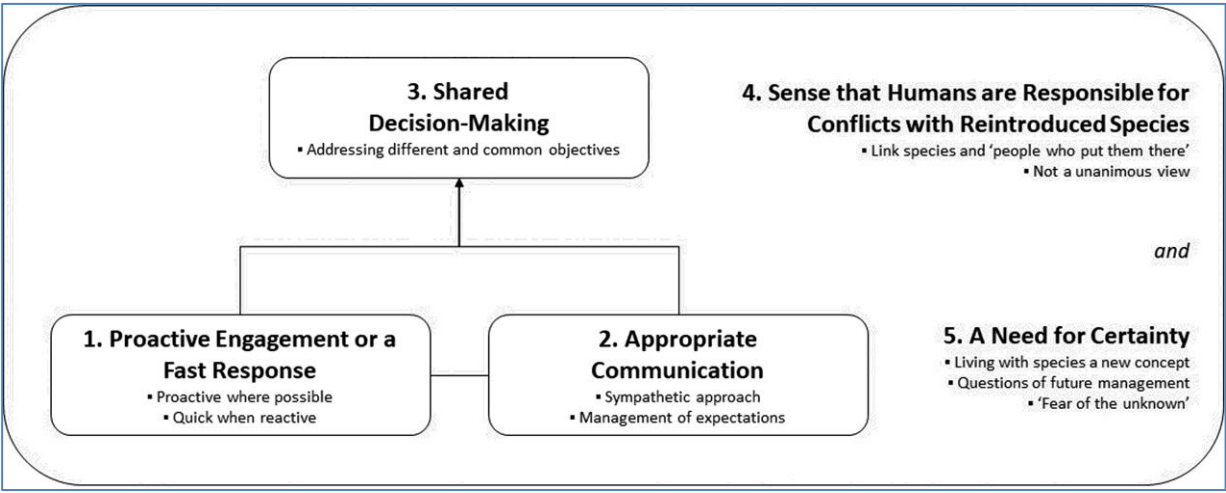 3. Shared
Decision-Making
▪ Addressing different and common objectives
4. Sense that Humans are Responsible for
Conflicts with Reintroduced Species
▪ Link species and ‘people who put them there’
▪ Not a unanimous view
and
1. Proactive Engagement or a
Fast Response
▪ Proactive where possible
▪ Quick when reactive
2. Appropriate
Communication
▪ Sympathetic approach
▪ Management of expectations
5. A Need for Certainty
▪ Living with species a new concept
▪ Questions of future management
▪ ‘Fear of the unknown’